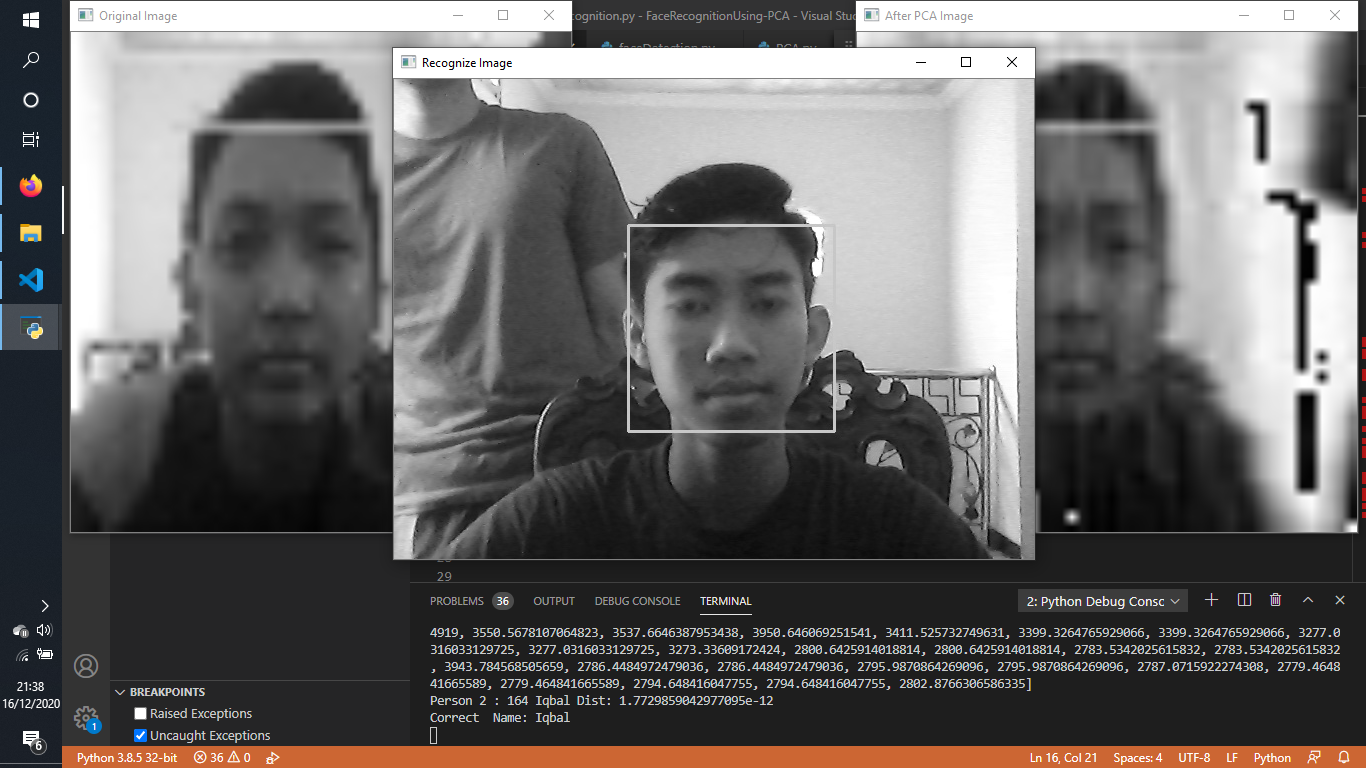 Original Image
cognition.py - FaceRecognitionUsing-PCA - Visual Stud
After PCA Image
faceDetection.py
PCA.py
Recognize Image
29
PROBLEMS 36 OUTPUT DEBUG CONSOLE TERMINAL
2: Python Debug Consc
4919, 3550.5678107064823, 3537.6646387953438, 3950.646069251541, 3411.525732749631, 3399.3264765929066, 3399.3264765929066, 3277.0
316033129725, 3277.0316033129725, 3273.33609172424, 2800.6425914018814, 2800.6425914018814, 2783.5342025615832, 2783.5342025615832
, 3943.784568505659, 2786.4484972479036, 2786.4484972479036, 2795.9870864269096, 2795.9870864269096, 2787.0715922274308, 2779.4648
41665589, 2779.464841665589, 2794.648416047755, 2794.648416047755, 2802.8766306586335]
Person 2 : 164 Iqbal Dist: 1.7729859042977095e-12
Correct  Name: Iqbal
BREAKPOINTS
Raised Exceptions
Uncaught Exceptions
1
21:38
16/12/2020
6
Python 3.8.5 32-bit
36 0
Ln 16, Col 21 Spaces: 4 UTF-8 LF Python